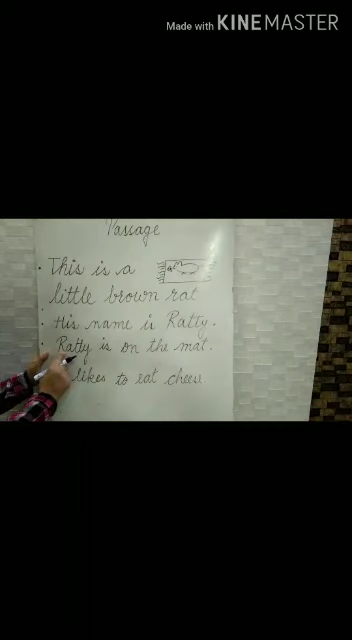 Made with KINEMASTER
Passage
• This is a
little brown rat
• His name is Ratty.
• Ratty is on the mat.
likes to eat cheese